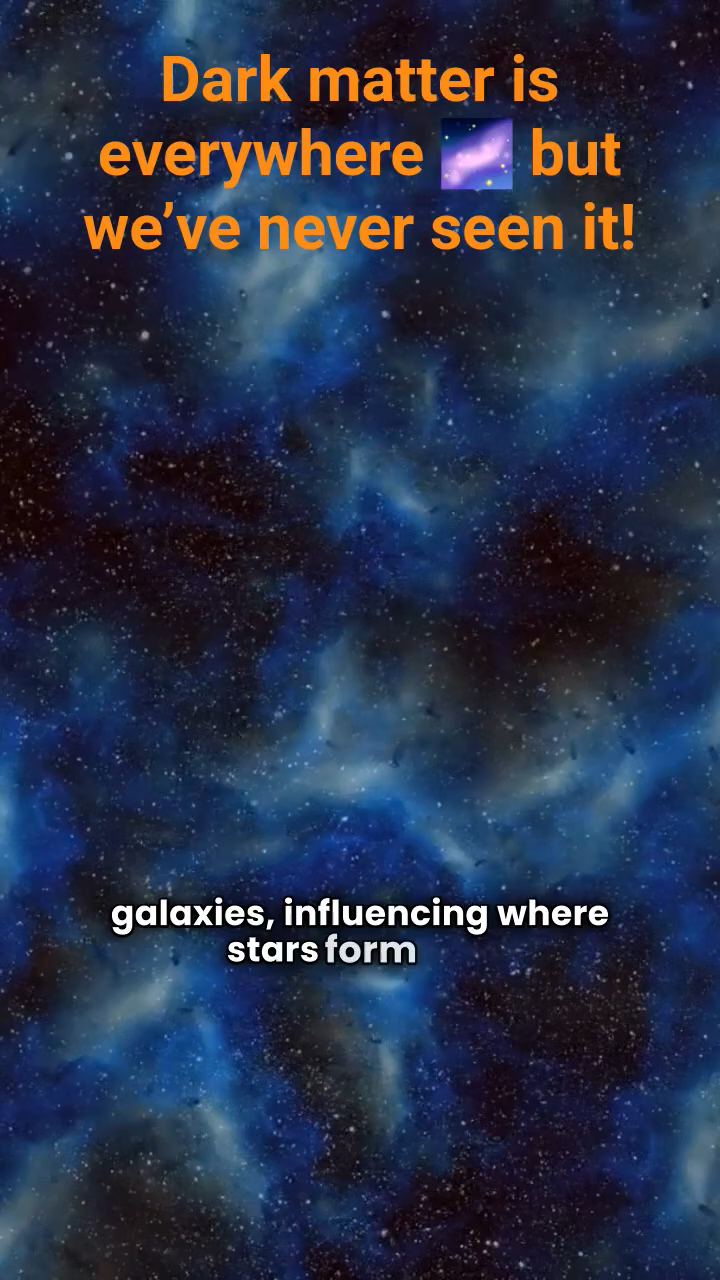 Dark matter is
everywhere 🌌 but
we’ve never seen it!
galaxies, influencing where
stars form